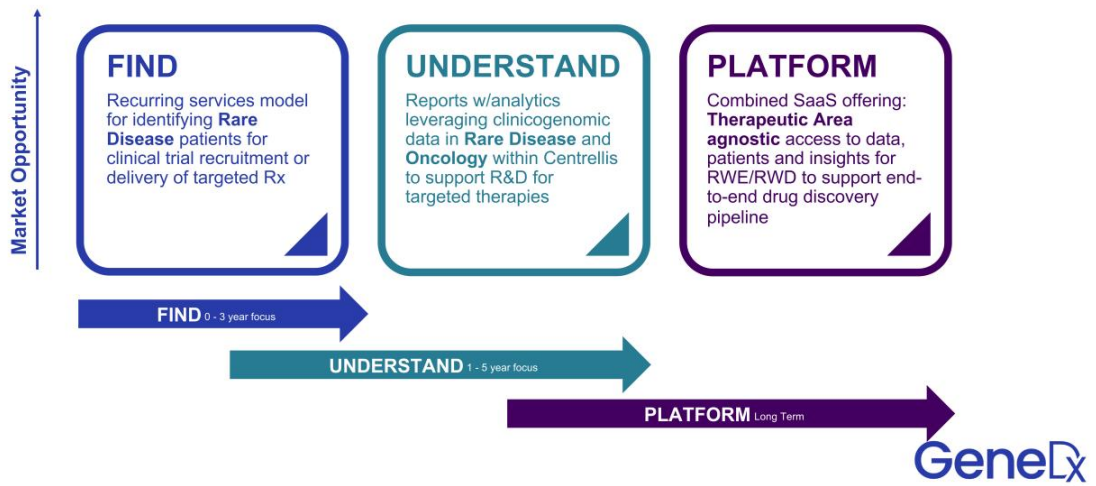 Market Opportunity
FIND
Recurring services model
for identifying Rare
Disease patients for
clinical trial recruitment or
delivery of targeted Rx
UNDERSTAND
Reports w/analytics
leveraging clinicogenomic
data in Rare Disease and
Oncology within Centrellis
to support R&D for
targeted therapies
PLATFORM
Combined SaaS offering:
Therapeutic Area
agnostic access to data,
patients and insights for
RWE/RWD to support end-
to-end drug discovery
pipeline
FIND 0 - 3 year focus
UNDERSTAND 1 - 5 year focus
PLATFORM Long Term
GeneDx